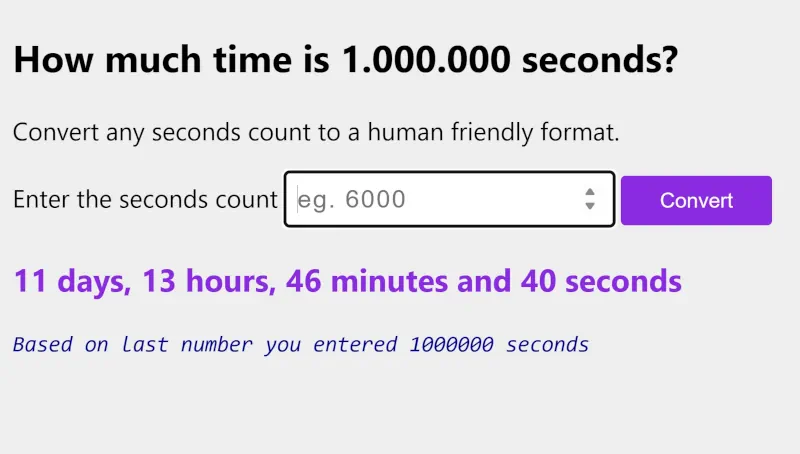 How much time is 1.000.000 seconds?
Convert any seconds count to a human friendly format.
Enter the seconds count eg. 6000 Convert
11 days, 13 hours, 46 minutes and 40 seconds
Based on last number you entered 1000000 seconds